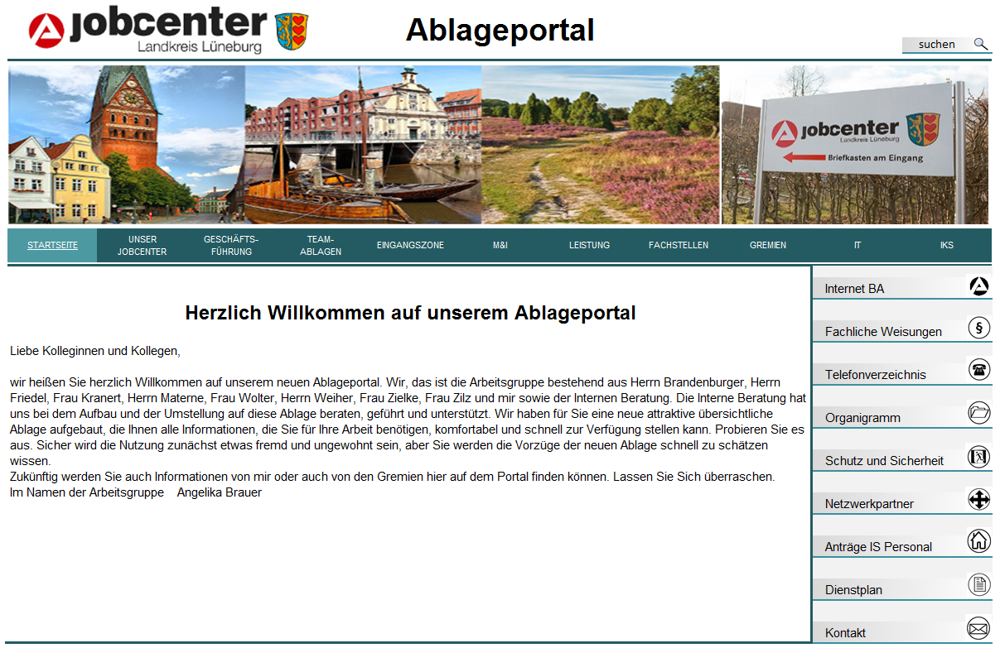 jobcenter
Landkreis Lüneburg
Ablageportal
suchen
jobcenter
Landkreis Lüneburg
Briefkasten am Eingang
STARTSEITE
UNSER
JOBCENTER
GESCHÄFTS-
FÜHRUNG
TEAM-
ABLAGEN
EINGANGSZONE
M&I
LEISTUNG
FACHSTELLEN
GREMIEN
IT
IKS
Herzlich Willkommen auf unserem Ablageportal
Liebe Kolleginnen und Kollegen,
wir heißen Sie herzlich Willkommen auf unserem neuen Ablageportal. Wir, das ist die Arbeitsgruppe bestehend aus Herrn Brandenburger, Herrn
Friedel, Frau Kranert, Herrn Materne, Frau Wolter, Herrn Weiher, Frau Zielke, Frau Zilz und mir sowie der Internen Beratung. Die Interne Beratung hat
uns bei dem Aufbau und der Umstellung auf diese Ablage beraten, geführt und unterstützt. Wir haben für Sie eine neue attraktive übersichtliche
Ablage aufgebaut, die Ihnen alle Informationen, die Sie für Ihre Arbeit benötigen, komfortabel und schnell zur Verfügung stellen kann. Probieren Sie es
aus. Sicher wird die Nutzung zunächst etwas fremd und ungewohnt sein, aber Sie werden die Vorzüge der neuen Ablage schnell zu schätzen
wissen.
Zukünftig werden Sie auch Informationen von mir oder auch von den Gremien hier auf dem Portal finden können. Lassen Sie Sich überraschen.
Im Namen der Arbeitsgruppe Angelika Brauer
Internet BA
Fachliche Weisungen
§
Telefonverzeichnis
Organigramm
Schutz und Sicherheit
Netzwerkpartner
Anträge IS Personal
Dienstplan
Kontakt